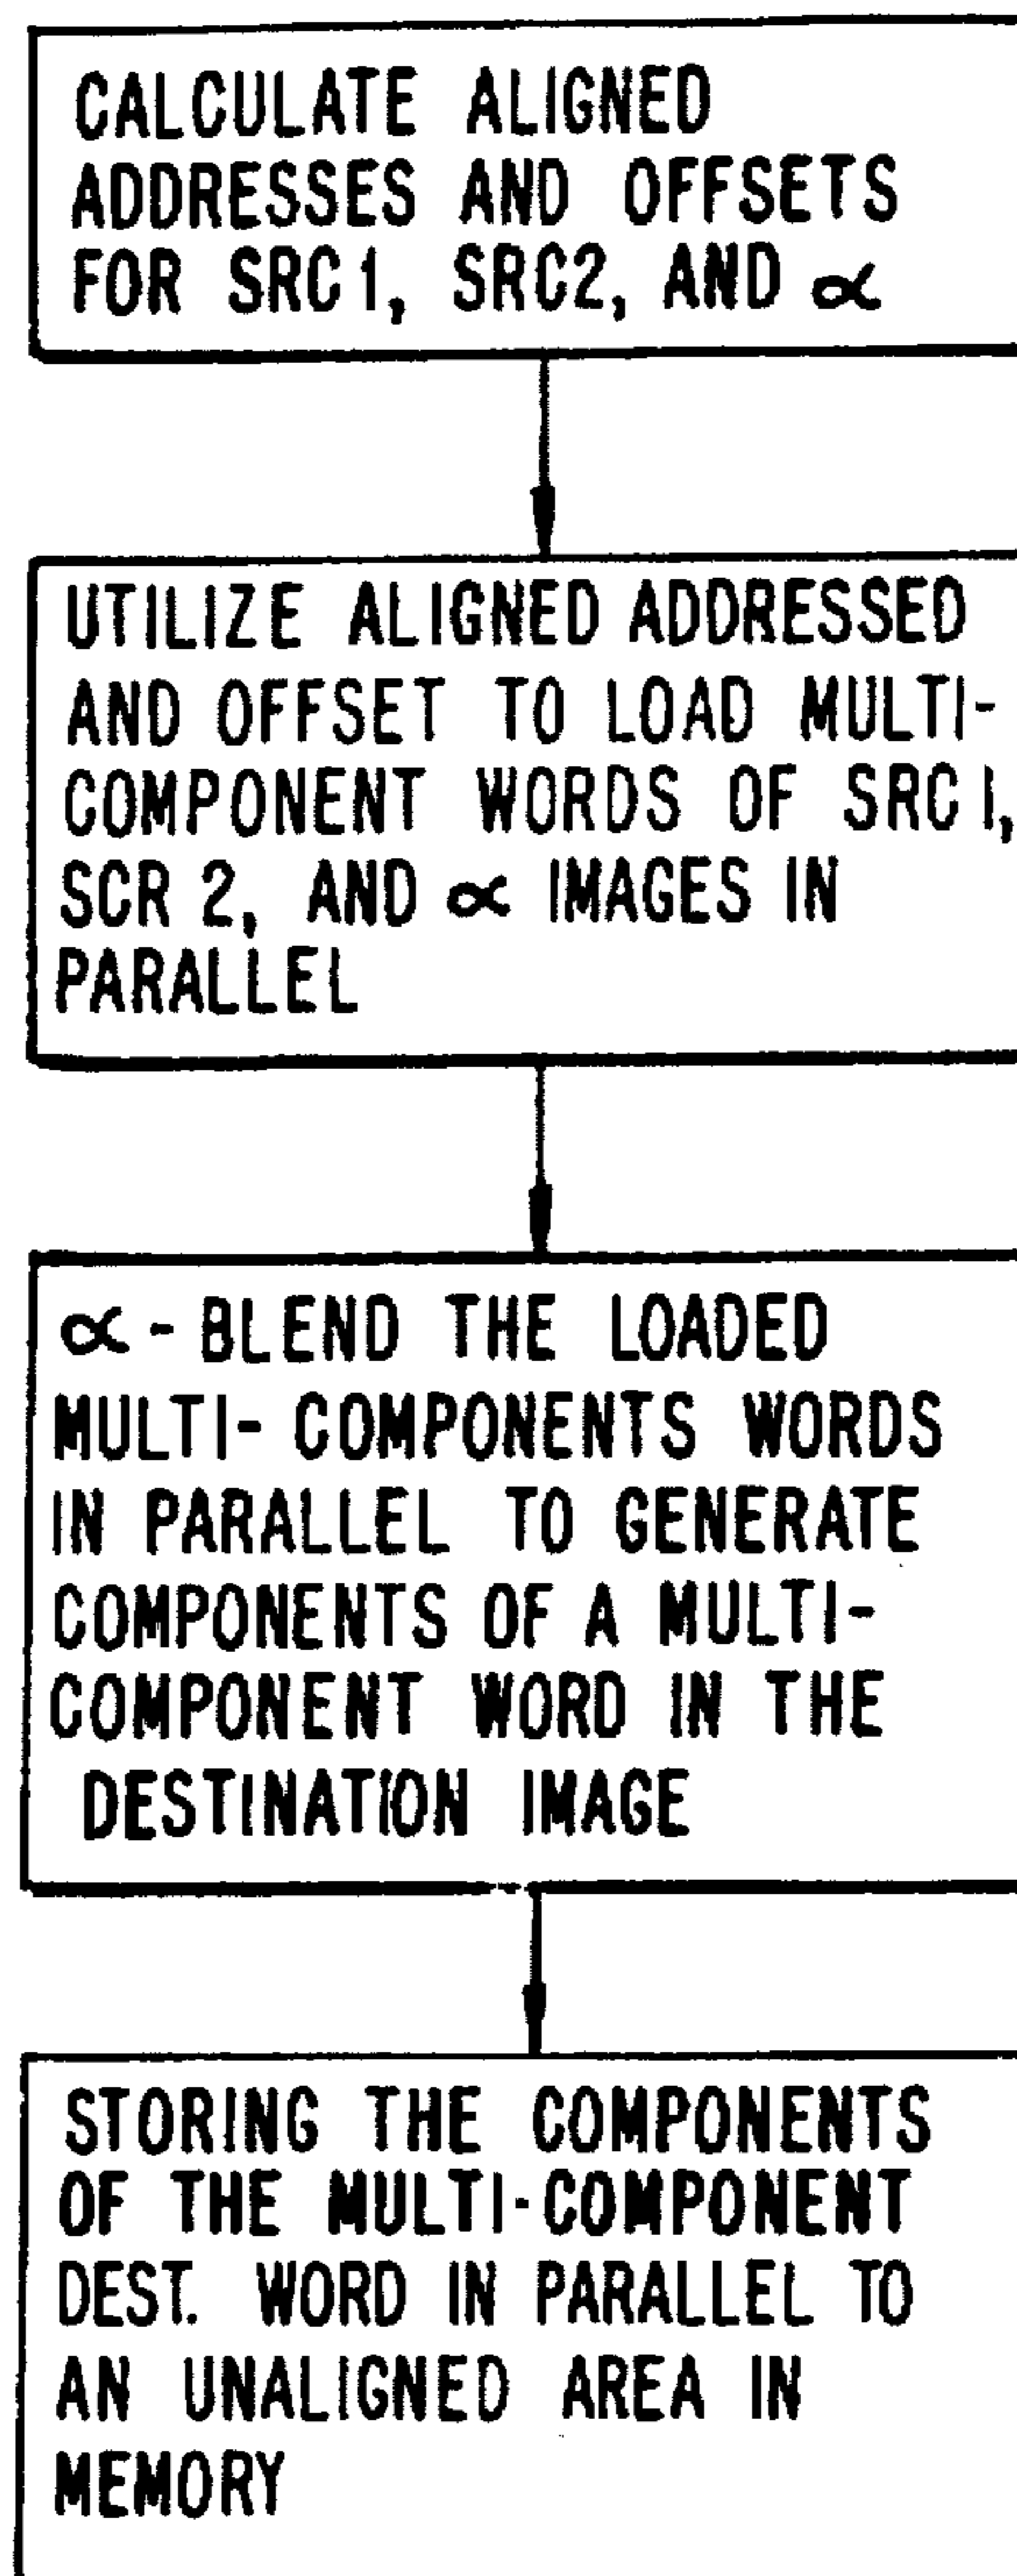 CALCULATE ALIGNED
ADDRESSES AND OFFSETS
FOR SRC1, SRC2, AND ∝
UTILIZE ALIGNED ADDRESSED
AND OFFSET TO LOAD MULTI-
COMPONENT WORDS OF SRC1,
SCR 2, AND ∝ IMAGES IN
PARALLEL
∝ - BLEND THE LOADED
MULTI- COMPONENTS WORDS
IN PARALLEL TO GENERATE
COMPONENTS OF A MULTI-
COMPONENT WORD IN THE
DESTINATION IMAGE
STORING THE COMPONENTS
OF THE MULTI-COMPONENT
DEST. WORD IN PARALLEL TO
AN UNALIGNED AREA IN
MEMORY